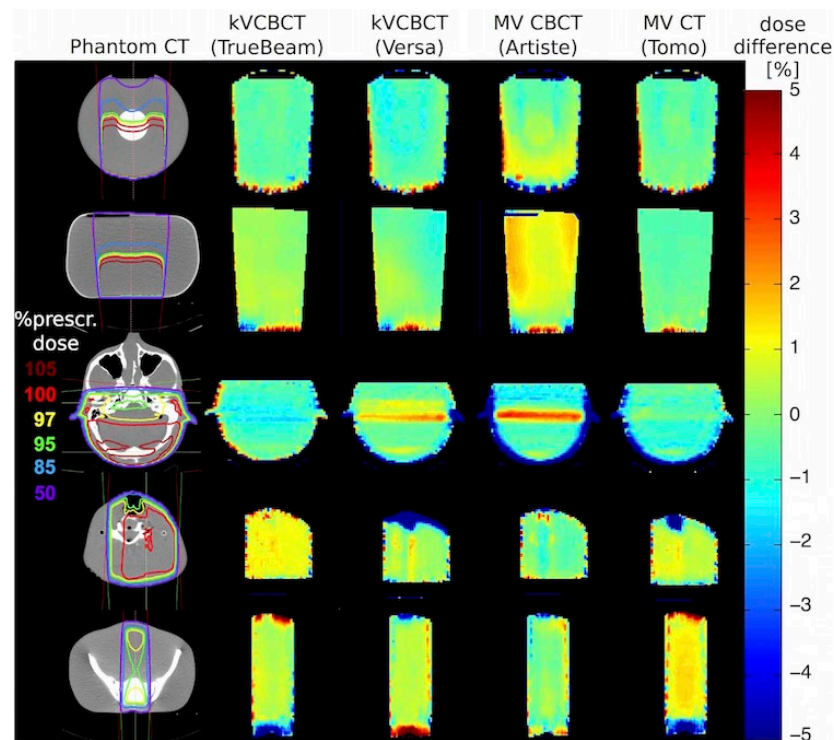 Phantom CT
kVCBCT
(TrueBeam)
kVCBCT
(Versa)
MV CBCT
(Artiste)
MV CT
(Tomo)
dose
difference
[%]
5
4
3
2
1
0
−1
−2
−3
−4
−5
%prescr.
dose
105
100
97
95
85
50